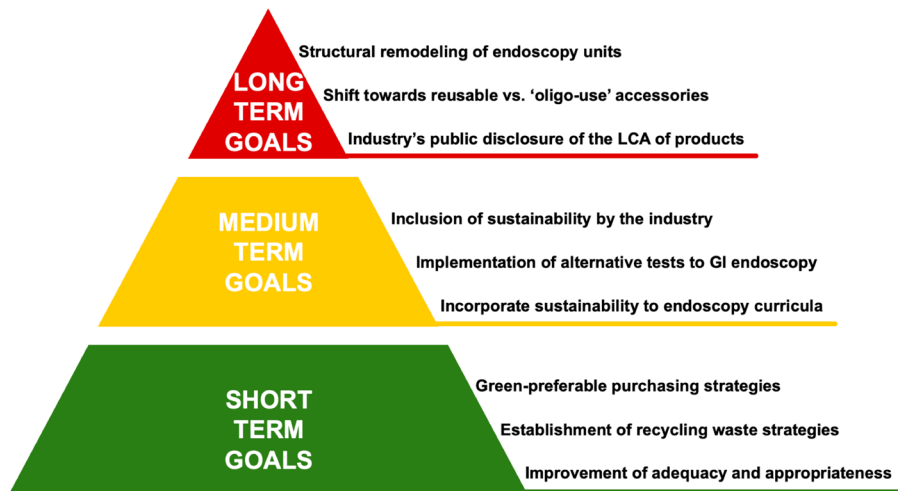 Structural remodeling of endoscopy units
LONG
TERM
GOALS
Shift towards reusable vs. ‘oligo-use’ accessories
Industry’s public disclosure of the LCA of products
MEDIUM
TERM
GOALS
Inclusion of sustainability by the industry
Implementation of alternative tests to GI endoscopy
Incorporate sustainability to endoscopy curricula
SHORT
TERM
GOALS
Green-preferable purchasing strategies
Establishment of recycling waste strategies
Improvement of adequacy and appropriateness